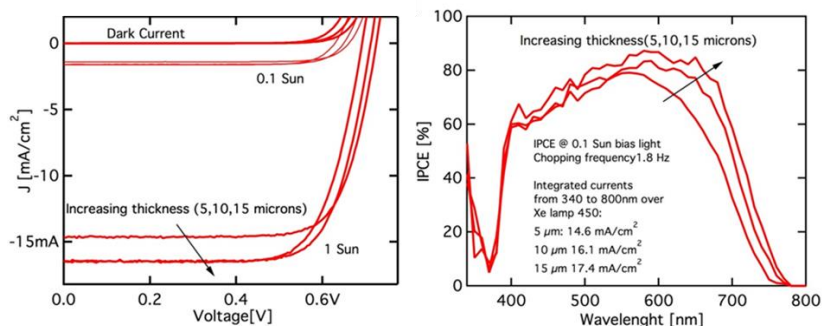 0
-5
-10
-15mA
J [mA/cm2]
Dark Current
0.1 Sun
Increasing thickness (5,10,15 microns)
1 Sun
0.0
0.2
0.4
0.6V
Voltage[V]
100
80
60
40
20
0
IPCE [%]
Increasing thickness(5,10,15 microns)
IPCE @ 0.1 Sun bias light
Chopping frequency1.8 Hz
Integrated currents
from 340 to 800nm over
Xe lamp 450:
5 µm: 14.6 mA/cm2
10 µm 16.1 mA/cm2
15 µm 17.4 mA/cm2
400
500
600
700
800
Wavelenght [nm]